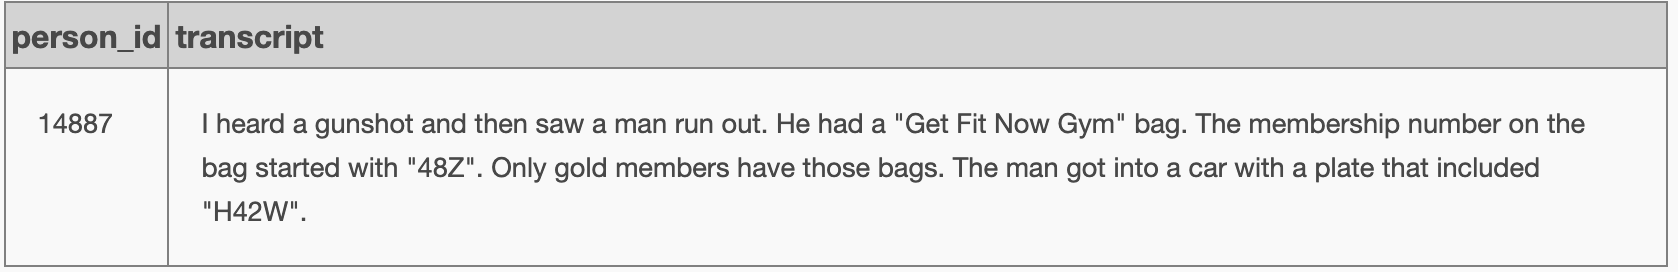 person_id transcript
14887 I heard a gunshot and then saw a man run out. He had a "Get Fit Now Gym" bag. The membership number on the
bag started with "48Z". Only gold members have those bags. The man got into a car with a plate that included
"H42W".